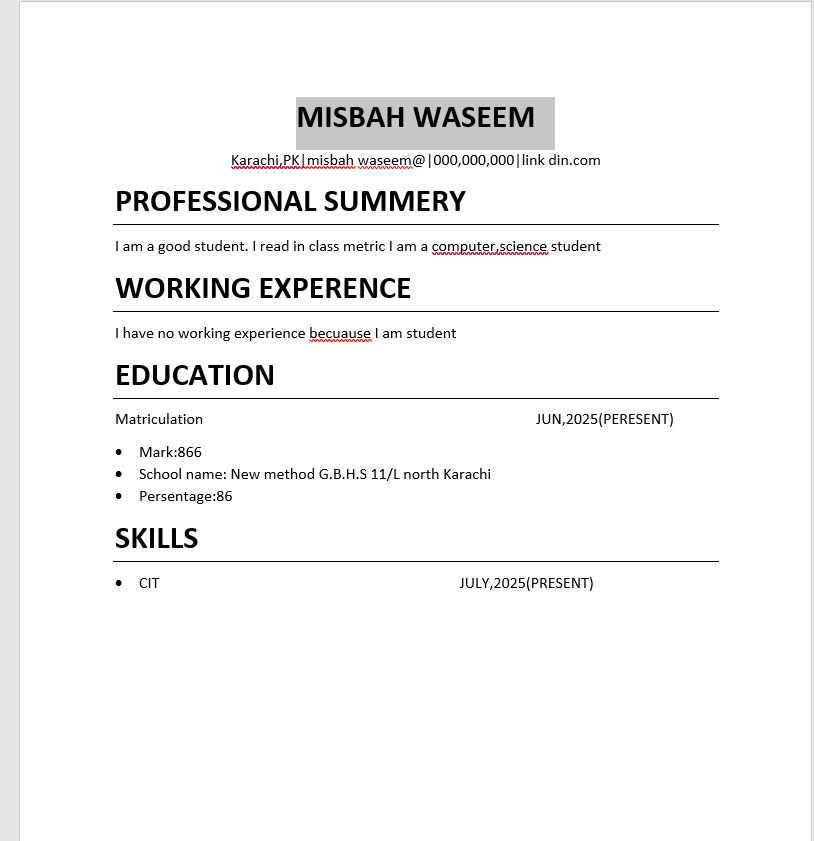 MISBAH WASEEM
Karachi,PK|misbah waseem@|000,000,000|link din.com
PROFESSIONAL SUMMERY
I am a good student. I read in class metric I am a computer,science student
WORKING EXPERENCE
I have no working experience becuause I am student
EDUCATION
Matriculation JUN,2025(PERESENT)
• Mark:866
• School name: New method G.B.H.S 11/L north Karachi
• Persentage:86
SKILLS
• CIT JULY,2025(PRESENT)